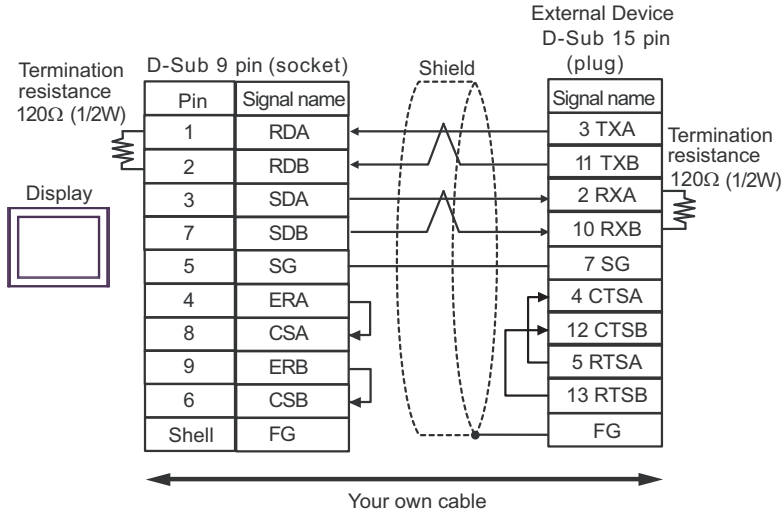 External Device
D-Sub 9 pin (socket)
Shield
D-Sub 15 pin
(plug)
Termination
resistance
120Ω (1/2W)
Pin Signal name
Signal name
1 RDA
3 TXA
2 RDB
11 TXB
Termination
resistance
120Ω (1/2W)
Display
3 SDA
2 RXA
7 SDB
10 RXB
5 SG
7 SG
4 ERA
4 CTSA
8 CSA
12 CTSB
9 ERB
5 RTSA
6 CSB
13 RTSB
Shell FG
FG
Your own cable